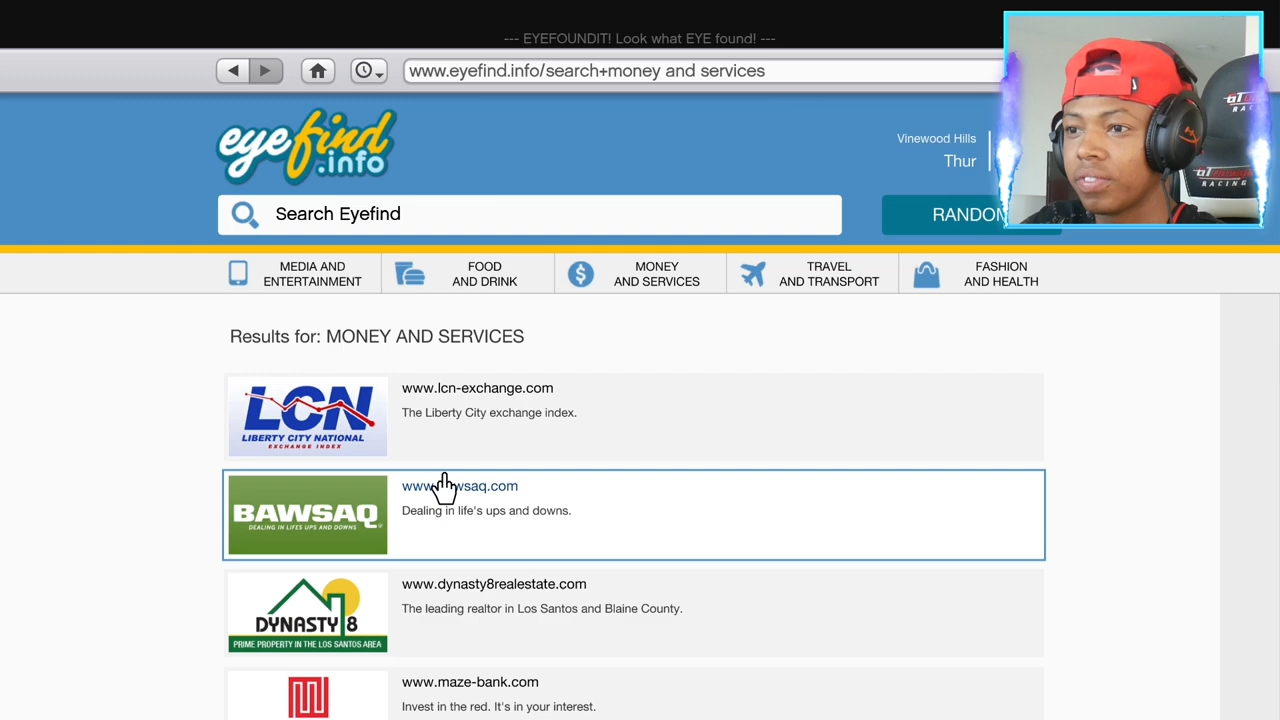 --- EYEFOUNDIT! Look what EYE found! ---
www.eyefind.info/search+money and services
eyefind
.info
Vinewood Hills
Thur
Search Eyefind
RANDOM
MEDIA AND
ENTERTAINMENT
FOOD
AND DRINK
MONEY
AND SERVICES
TRAVEL
AND TRANSPORT
FASHION
AND HEALTH
Results for: MONEY AND SERVICES
LCN
LIBERTY CITY NATIONAL
EXCHANGE INDEX
www.lcn-exchange.com
The Liberty City exchange index.
BAWSAQ
DEALING IN LIFES UPS AND DOWNS
www.bawsaq.com
Dealing in life's ups and downs.
DYNASTY 8
PRIME PROPERTY IN THE LOS SANTOS AREA
www.dynasty8realestate.com
The leading realtor in Los Santos and Blaine County.
www.maze-bank.com
Invest in the red. It's in your interest.
RACING
RACING